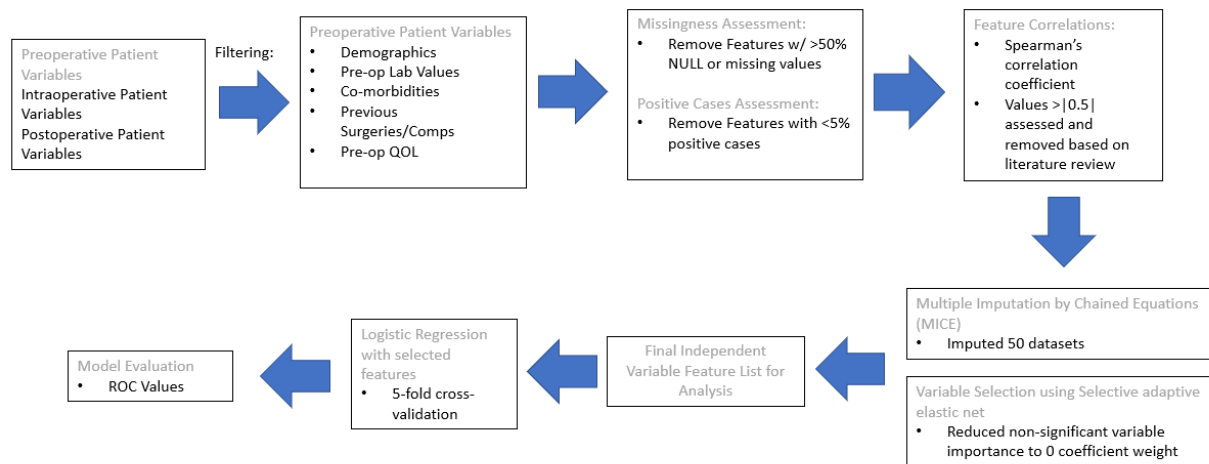 Preoperative Patient
Variables
Intraoperative Patient
Variables
Postoperative Patient
Variables
Filtering:
Preoperative Patient Variables
• Demographics
• Pre-op Lab Values
• Co-morbidities
• Previous
Surgeries/Comps
• Pre-op QOL
Missingness Assessment:
• Remove Features w/ >50%
NULL or missing values
Positive Cases Assessment:
• Remove Features with <5%
positive cases
Feature Correlations:
• Spearman's
correlation
coefficient
• Values >|0.5|
assessed and
removed based on
literature review
Multiple Imputation by Chained Equations
(MICE)
• Imputed 50 datasets
Variable Selection using Selective adaptive
elastic net
• Reduced non-significant variable
importance to 0 coefficient weight
Final Independent
Variable Feature List for
Analysis
Logistic Regression
with selected
features
• 5-fold cross-
validation
Model Evaluation
• ROC Values